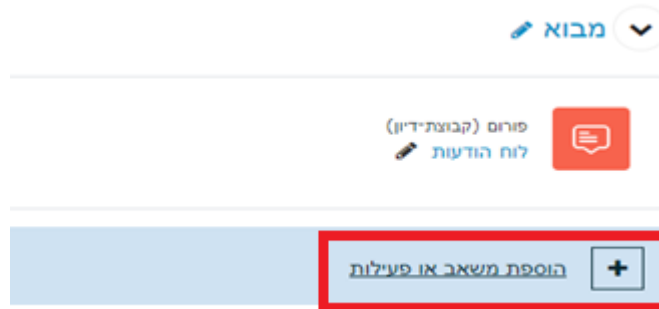 מבוא
פורום (קבוצת־דיון)
לוח הודעות
הוספת משאב או פעילות